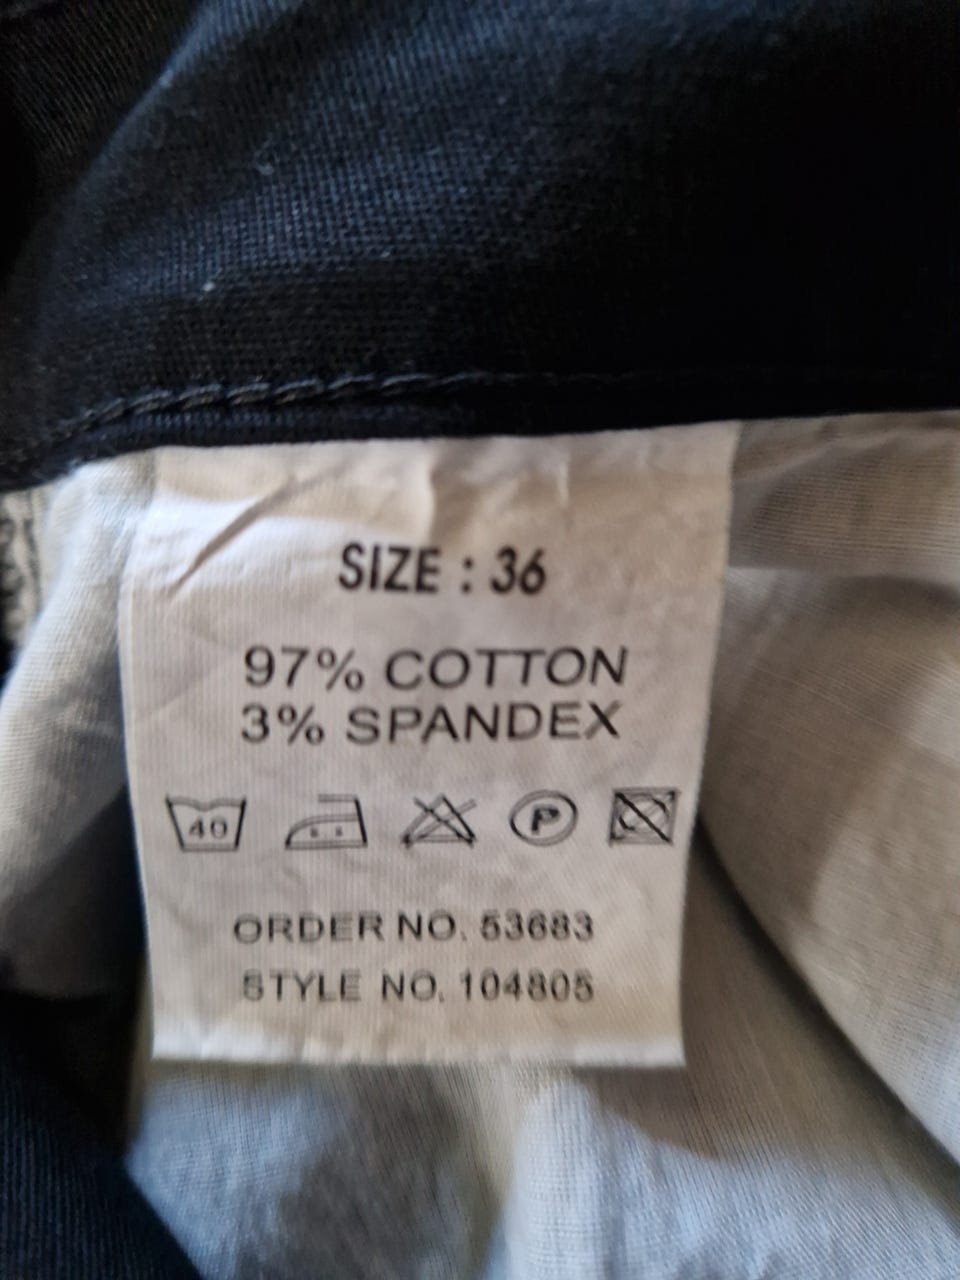 SIZE : 36
97% COTTON
3% SPANDEX
40 P
ORDER NO. 53683
STYLE NO. 104805